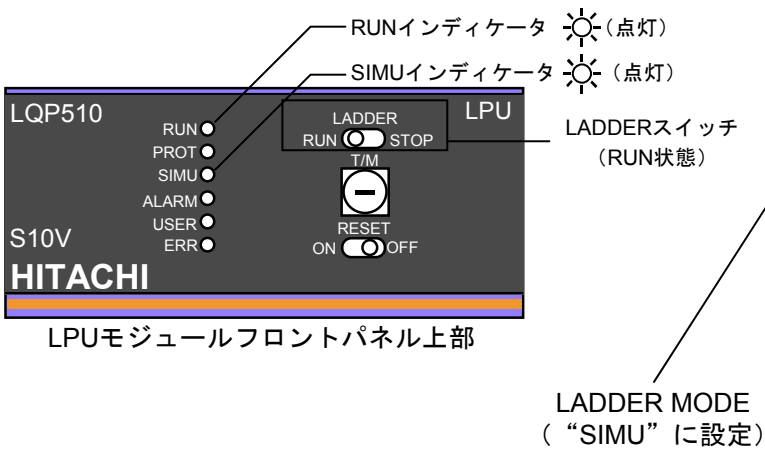 RUNインディケータ (点灯)
SIMUインディケータ (点灯)
LQP510
LADDER
LPU
RUN
RUN STOP
LADDERスイッチ
(RUN状態)
PROT
T/M
SIMU
ALARM
USER
RESET
S10V
ERR
ON OFF
HITACHI
LPUモジュールフロントパネル上部
LADDER MODE
(“SIMU”に設定)